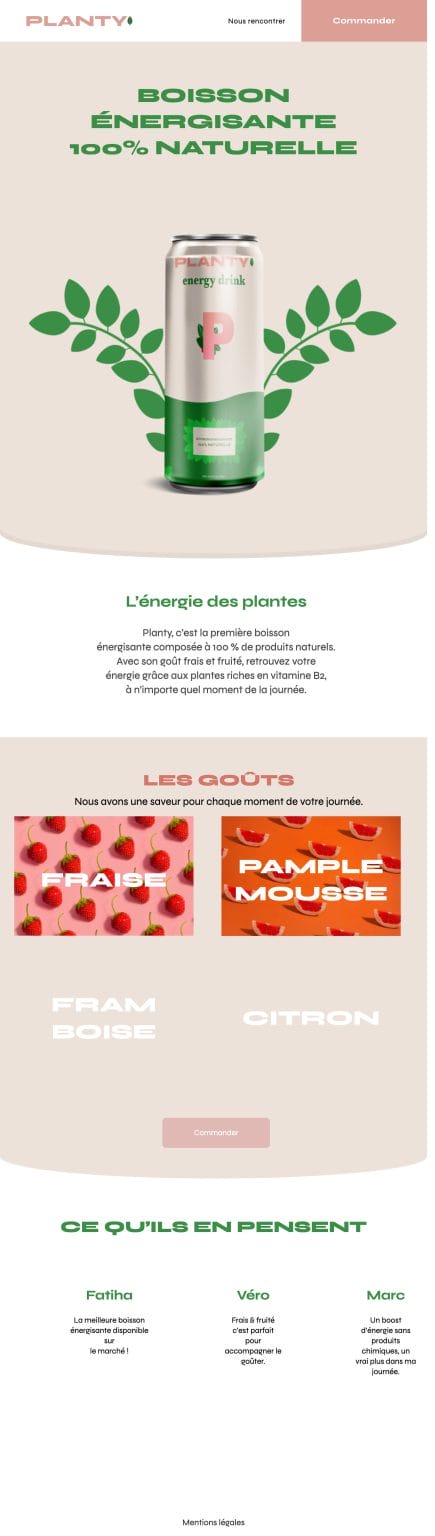 PLANTY
Nous rencontrer
Commander
BOISSON
ÉNERGISANTE
100% NATURELLE
PLANTY
energy drink
P
100% NATURELLE
L'énergie des plantes
Planty, c'est la première boisson
énergisante composée à 100 % de produits naturels.
Avec son goût frais et fruité, retrouvez votre
énergie grâce aux plantes riches en vitamine B2,
à n'importe quel moment de la journée.
LES GOÛTS
Nous avons une saveur pour chaque moment de votre journée.
FRAISE
PAMPLE
MOUSSE
FRAM
BOISE
CITRON
Commander
CE QU'ILS EN PENSENT
Fatiha
La meilleure boisson
énergisante disponible
sur
le marché !
Véro
Frais & fruité
c'est parfait
pour
accompagner le
goûter.
Marc
Un boost
d'énergie sans
produits
chimiques, un
vrai plus dans ma
journée.
Mentions légales